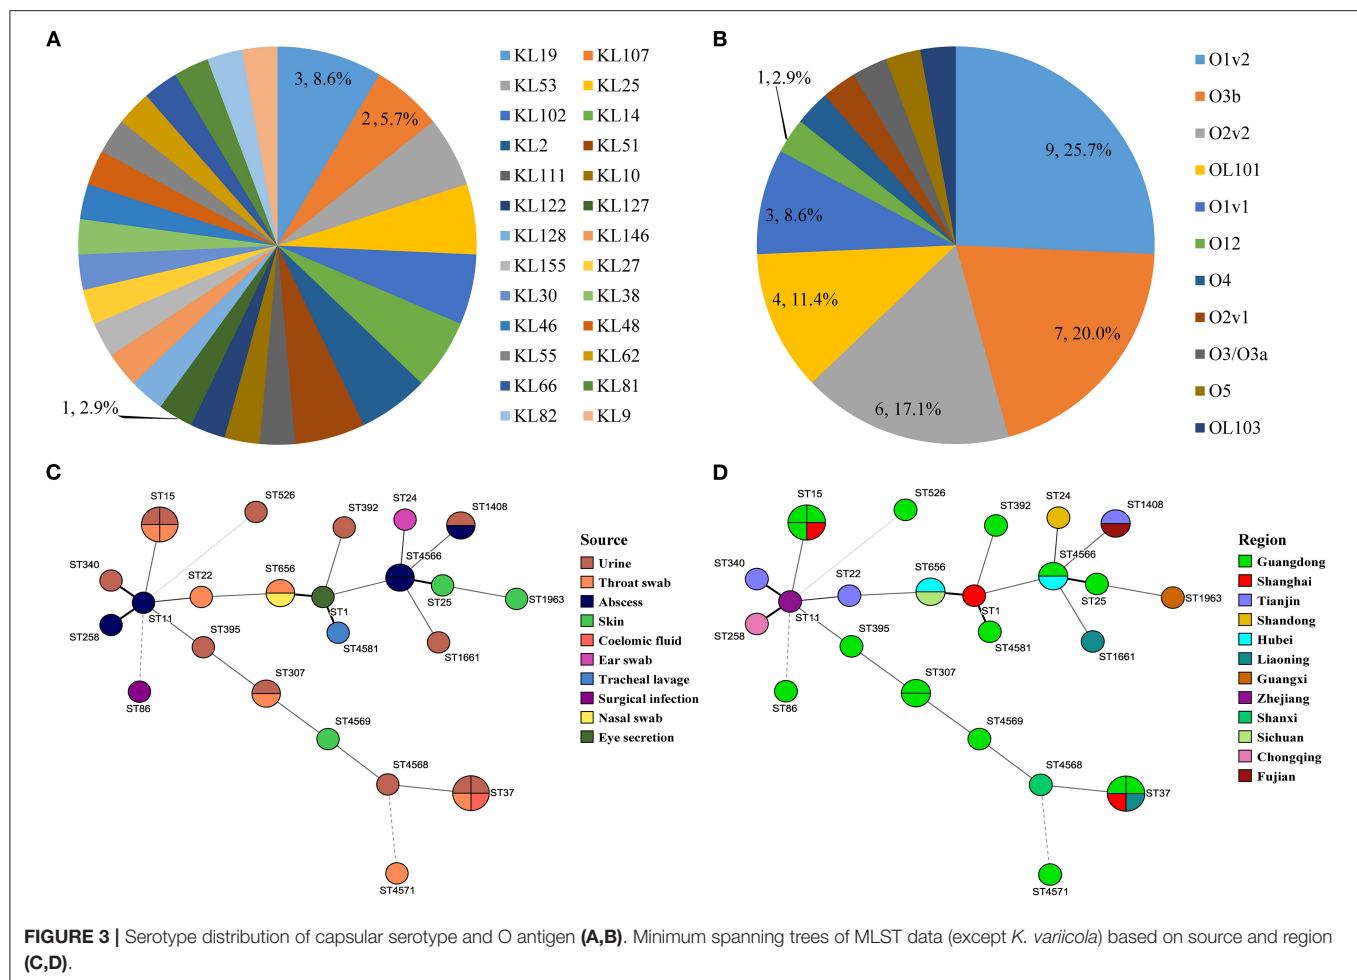 A
3, 8.6%
2, 5.7%
1, 2.9%
KL19 KL107
KL53 KL25
KL102 KL14
KL2 KL51
KL111 KL10
KL122 KL127
KL128 KL146
KL155 KL27
KL30 KL38
KL46 KL48
KL55 KL62
KL66 KL81
KL82 KL9
B
1, 2.9%
9, 25.7%
3, 8.6%
4, 11.4%
7, 20.0%
6, 17.1%
O1v2
O3b
O2v2
OL101
O1v1
O12
O4
O2v1
O3/O3a
O5
OL103
C
ST15
ST526
ST392
ST24
ST1408
ST340
ST22
ST656
ST4566
ST11
ST1
ST25
ST1963
ST258
ST395
ST4581
ST1661
ST86
ST307
ST4569
ST4568
ST37
ST4571
Source
Urine
Throat swab
Abscess
Skin
Coelomic fluid
Ear swab
Tracheal lavage
Surgical infection
Nasal swab
Eye secretion
D
ST15
ST526
ST392
ST24
ST1408
ST340
ST22
ST656
ST4566
ST11
ST1
ST25
ST1963
ST258
ST395
ST4581
ST1661
ST86
ST307
ST4569
ST4568
ST37
ST4571
Region
Guangdong
Shanghai
Tianjin
Shandong
Hubei
Liaoning
Guangxi
Zhejiang
Shanxi
Sichuan
Chongqing
Fujian
FIGURE 3 | Serotype distribution of capsular serotype and O antigen (A,B). Minimum spanning trees of MLST data (except K. variicola) based on source and region
(C,D).